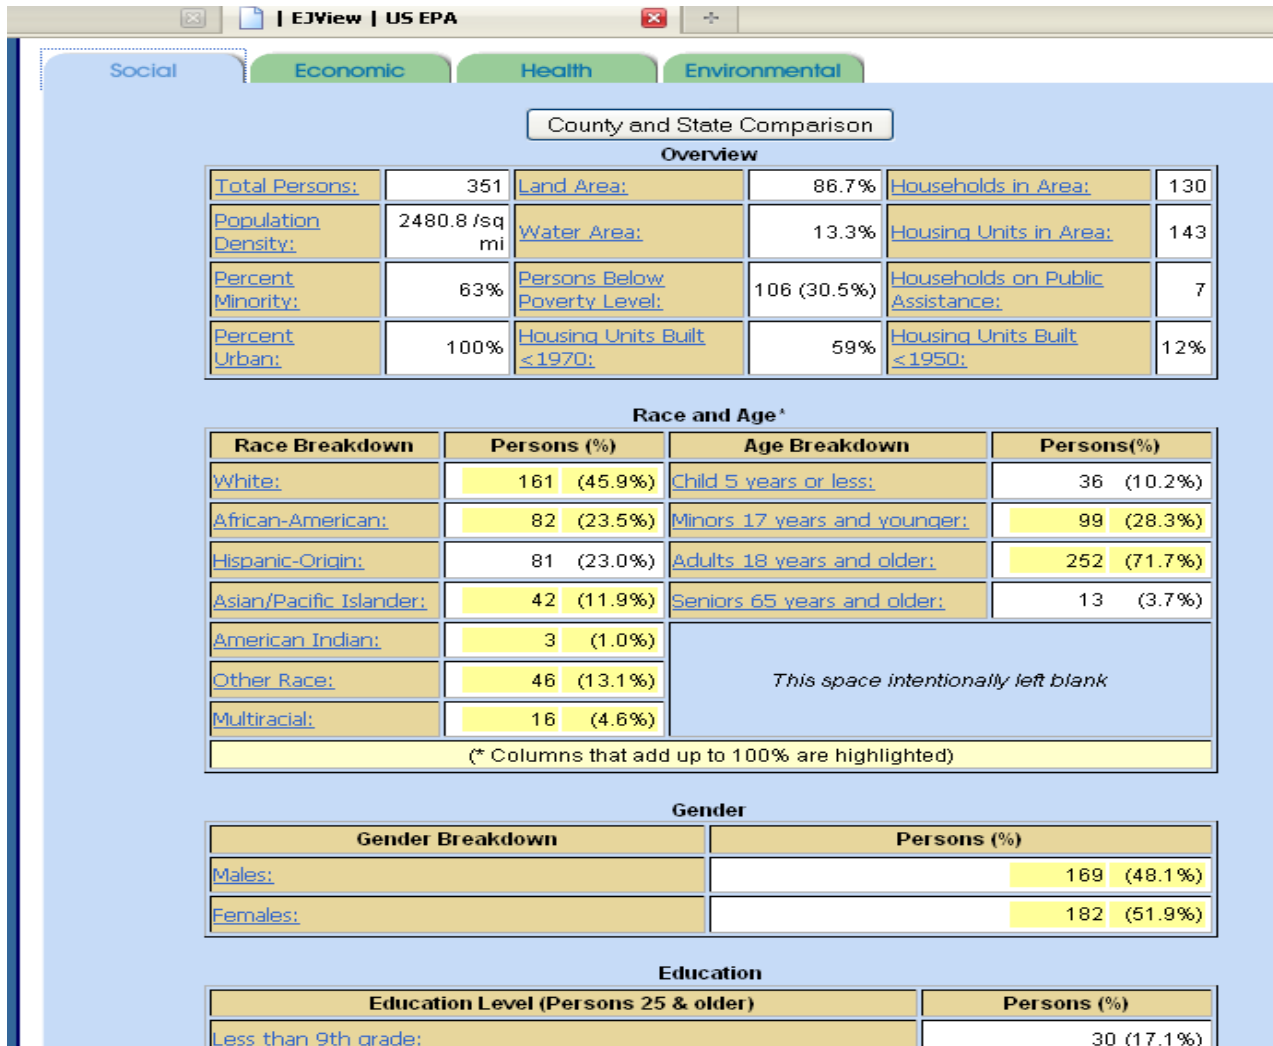 | EJView | US EPA
Social Economic Health Environmental
County and State Comparison
Overview
Total Persons: 351 Land Area: 86.7% Households in Area: 130
Population Density: 2480.8 /sq mi Water Area: 13.3% Housing Units in Area: 143
Percent Minority: 63% Persons Below Poverty Level: 106 (30.5%) Households on Public Assistance: 7
Percent Urban: 100% Housing Units Built <1970: 59% Housing Units Built <1950: 12%
Race and Age*
Race Breakdown Persons (%) Age Breakdown Persons(%)
White: 161 (45.9%) Child 5 years or less: 36 (10.2%)
African-American: 82 (23.5%) Minors 17 years and younger: 99 (28.3%)
Hispanic-Origin: 81 (23.0%) Adults 18 years and older: 252 (71.7%)
Asian/Pacific Islander: 42 (11.9%) Seniors 65 years and older: 13 (3.7%)
American Indian: 3 (1.0%)
Other Race: 46 (13.1%) This space intentionally left blank
Multiracial: 16 (4.6%)
(* Columns that add up to 100% are highlighted)
Gender
Gender Breakdown Persons (%)
Males: 169 (48.1%)
Females: 182 (51.9%)
Education
Education Level (Persons 25 & older) Persons (%)
Less than 9th grade: 30 (17.1%)